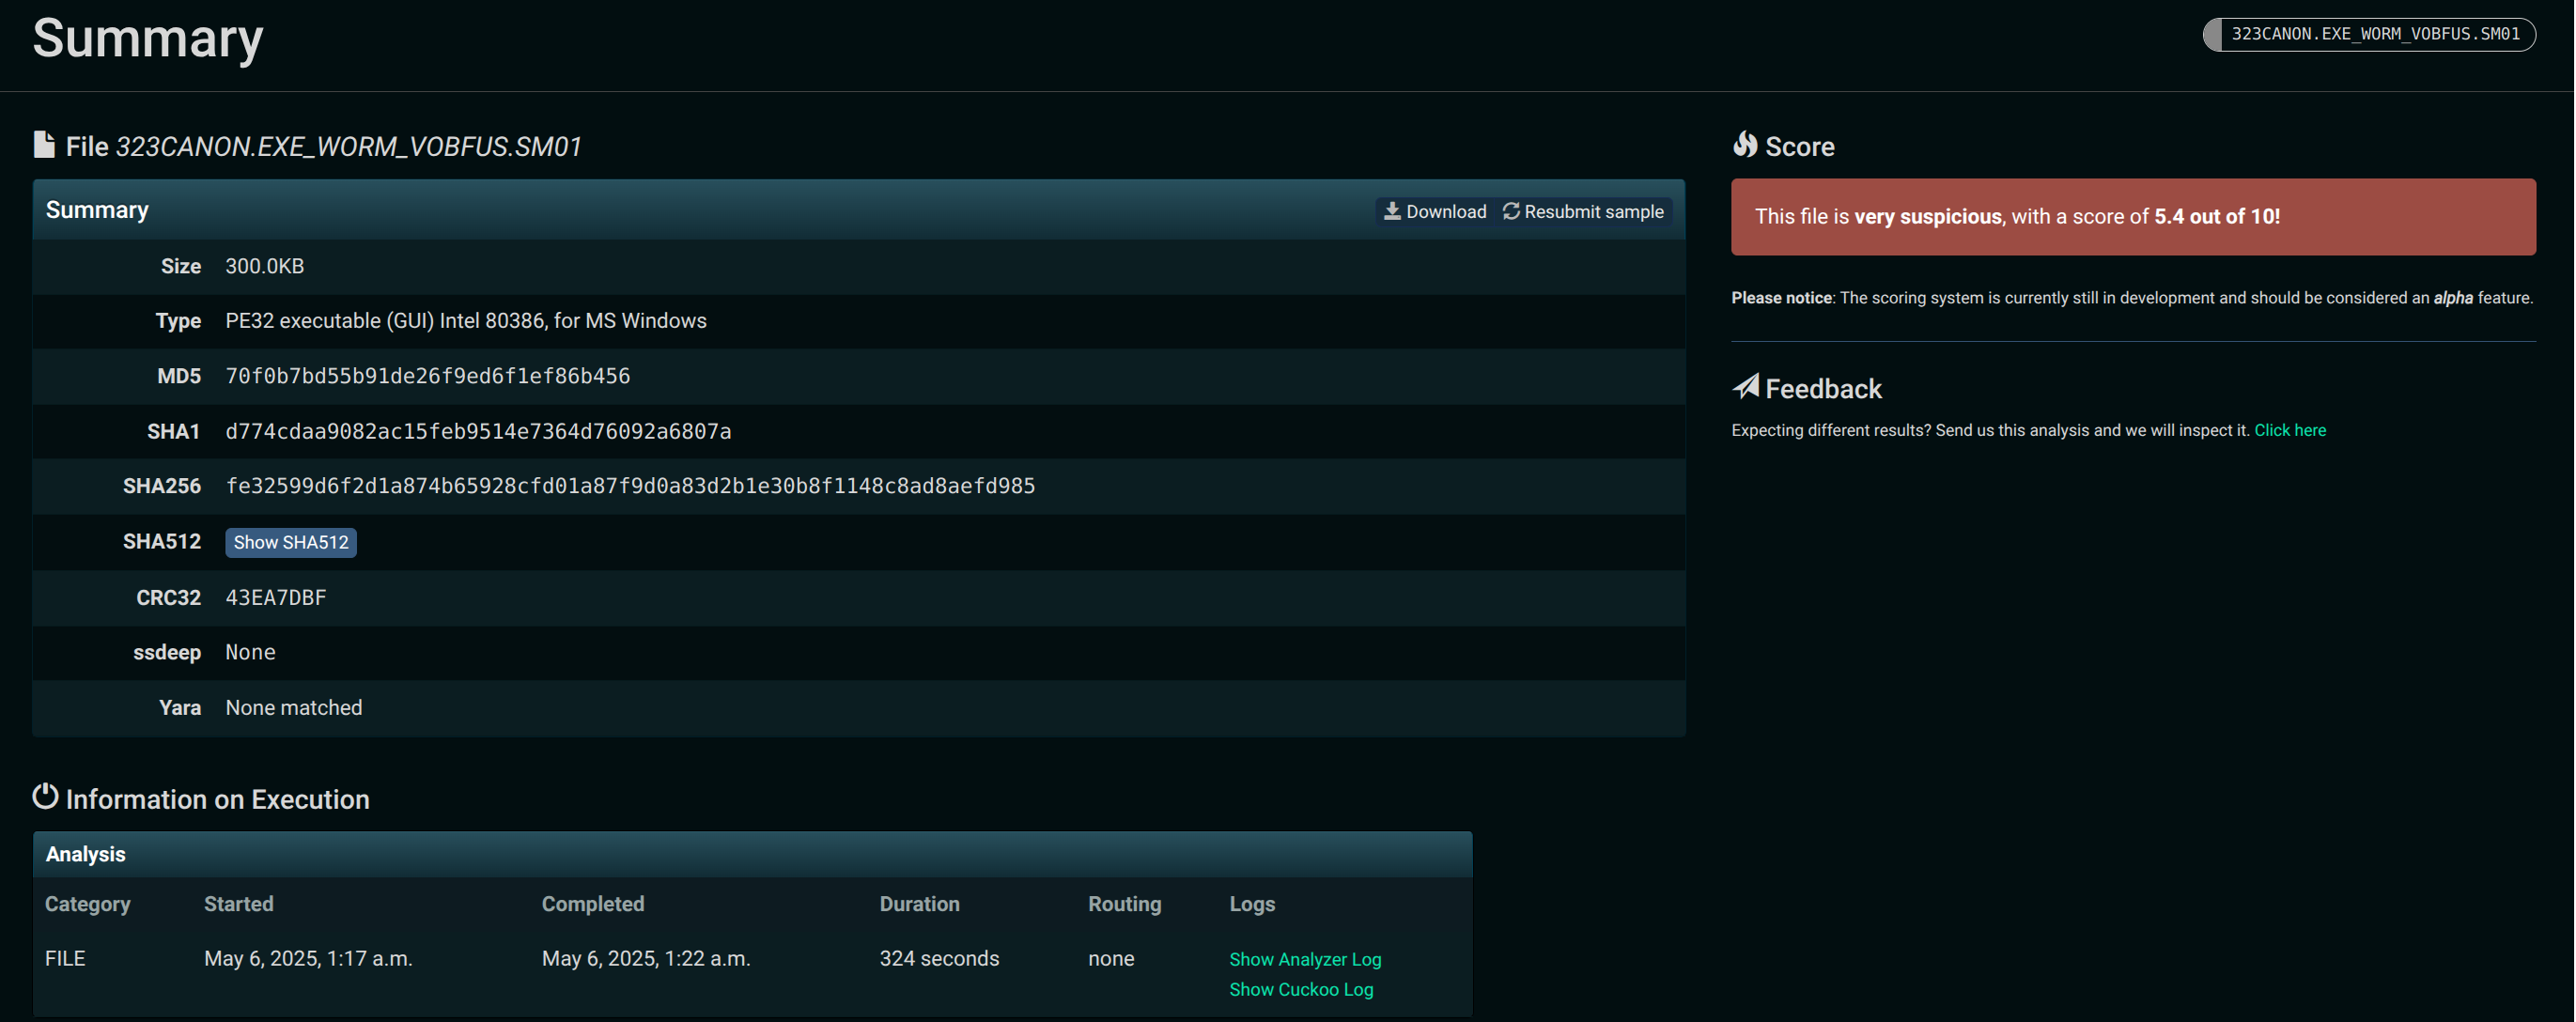 Summary
323CANON.EXE_WORM_VOBFUS.SM01
File 323CANON.EXE_WORM_VOBFUS.SM01
Summary
Download Resubmit sample
Size 300.0KB
Type PE32 executable (GUI) Intel 80386, for MS Windows
MD5 70f0b7bd55b91de26f9ed6f1ef86b456
SHA1 d774cdaa9082ac15feb9514e7364d76092a6807a
SHA256 fe32599d6f2d1a874b65928cfd01a87f9d0a83d2b1e30b8f1148c8ad8aefd985
SHA512 Show SHA512
CRC32 43EA7DBF
ssdeep None
Yara None matched
Score
This file is very suspicious, with a score of 5.4 out of 10!
Please notice: The scoring system is currently still in development and should be considered an alpha feature.
Feedback
Expecting different results? Send us this analysis and we will inspect it. Click here
Information on Execution
Analysis
Category Started Completed Duration Routing Logs
FILE May 6, 2025, 1:17 a.m. May 6, 2025, 1:22 a.m. 324 seconds none Show Analyzer Log
Show Cuckoo Log